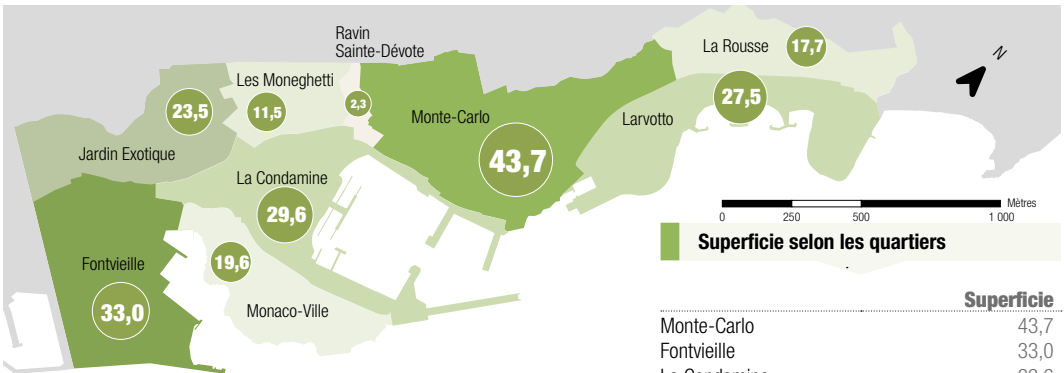 Ravin
Sainte-Dévote
La Rousse
17,7
N
Les Moneghetti
23,5
11,5
2,3
Monte-Carlo
Larvotto
27,5
Jardin Exotique
43,7
La Condamine
29,6
Mètres
0 250 500 1 000
Superficie selon les quartiers
Fontvieille
19,6
33,0
Monaco-Ville
Superficie
Monte-Carlo 43,7
Fontvieille 33,0